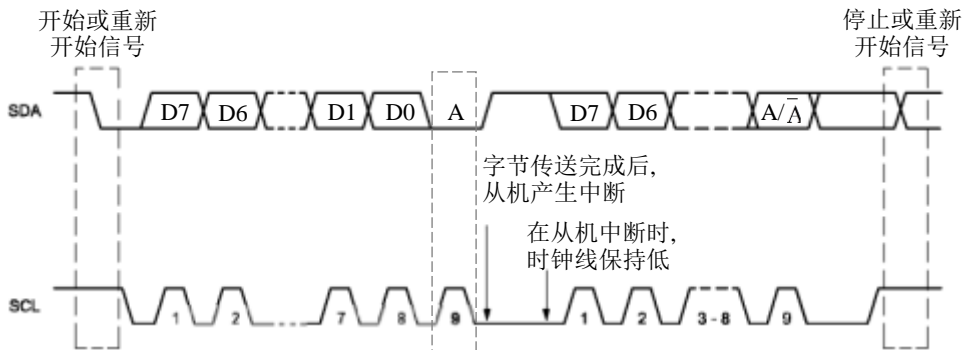 开始或重新
开始信号
停止或重新
开始信号
SDA
D7 D6 D1 D0 A D7 D6 A/A̅
字节传送完成后,
从机产生中断
在从机中断时,
时钟线保持低
SCL
1 2 7 8 9 1 2 3-8 9